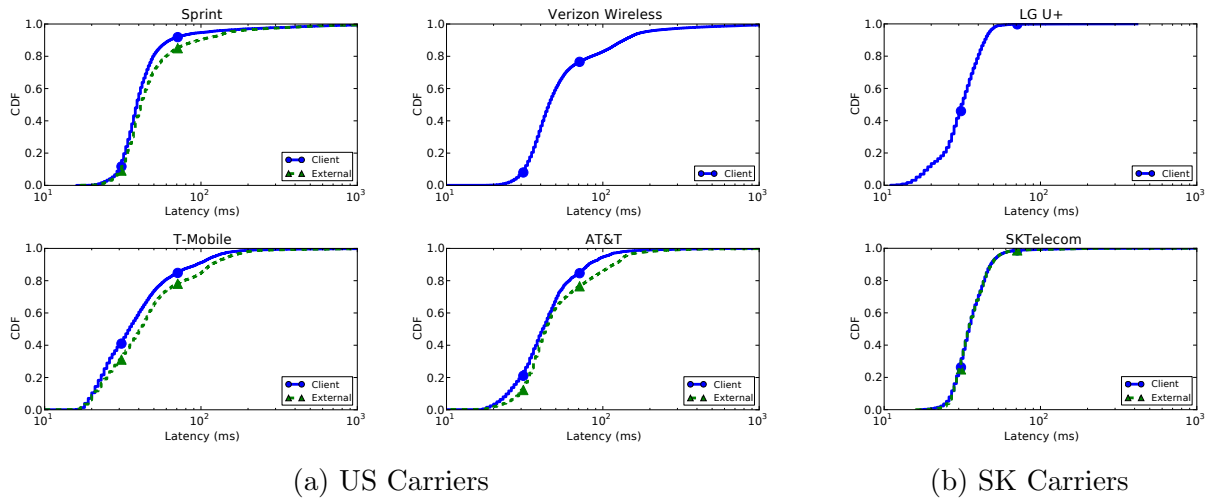 Sprint
1.0
0.8
0.6
0.4
0.2
0.0
CDF
10^1
10^2
10^3
Latency (ms)
Client
External
Verizon Wireless
1.0
0.8
0.6
0.4
0.2
0.0
CDF
10^1
10^2
10^3
Latency (ms)
Client
LG U+
1.0
0.8
0.6
0.4
0.2
0.0
CDF
10^1
10^2
10^3
Latency (ms)
Client
T-Mobile
1.0
0.8
0.6
0.4
0.2
0.0
CDF
10^1
10^2
10^3
Latency (ms)
Client
External
AT&T
1.0
0.8
0.6
0.4
0.2
0.0
CDF
10^1
10^2
10^3
Latency (ms)
Client
External
SKTelecom
1.0
0.8
0.6
0.4
0.2
0.0
CDF
10^1
10^2
10^3
Latency (ms)
Client
External
(a) US Carriers
(b) SK Carriers